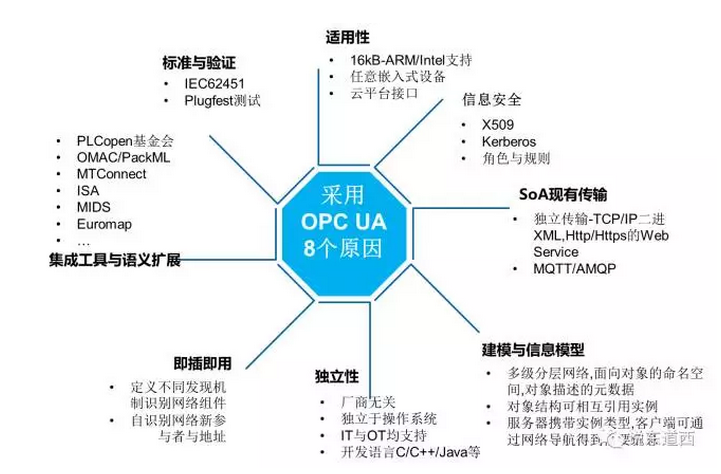 适用性
16kB-ARM/Intel支持
任意嵌入式设备
云平台接口
信息安全
X509
Kerberos
角色与规则
SoA现有传输
独立传输-TCP/IP二进
XML,Http/Https的Web
Service
MQTT/AMQP
建模与信息模型
多级分层网络,面向对象的命名空
间,对象描述的元数据
对象结构可相互引用实例
服务器携带实例类型,客户端可通
过网络导航得到
要信息
独立性
厂商无关
独立于操作系统
IT与OT均支持
开发语言C/C++/Java等
即插即用
定义不同发现机
制识别网络组件
自识别网络新参
与者与地址
集成工具与语义扩展
PLCopen基金会
OMAC/PackML
MTConnect
ISA
MIDS
Euromap
...
标准与验证
IEC62451
Plugfest测试
采用
OPC UA
8个原因
说东道西